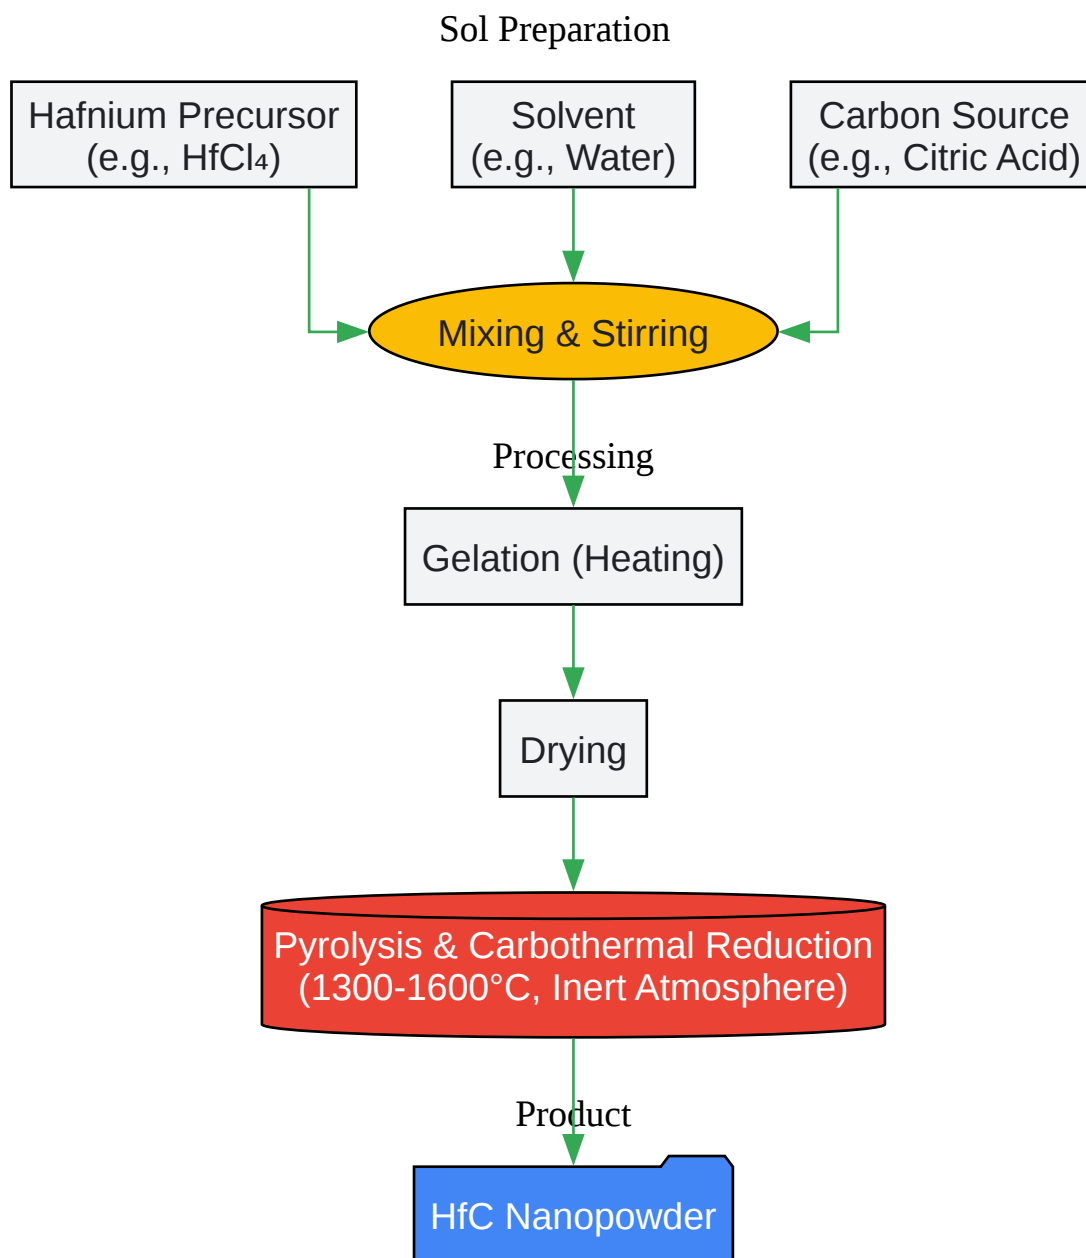 Sol Preparation
Hafnium Precursor
(e.g., HfCl₄)
Solvent
(e.g., Water)
Carbon Source
(e.g., Citric Acid)
Mixing & Stirring
Processing
Gelation (Heating)
Drying
Pyrolysis & Carbothermal Reduction
(1300-1600°C, Inert Atmosphere)
Product
HfC Nanopowder